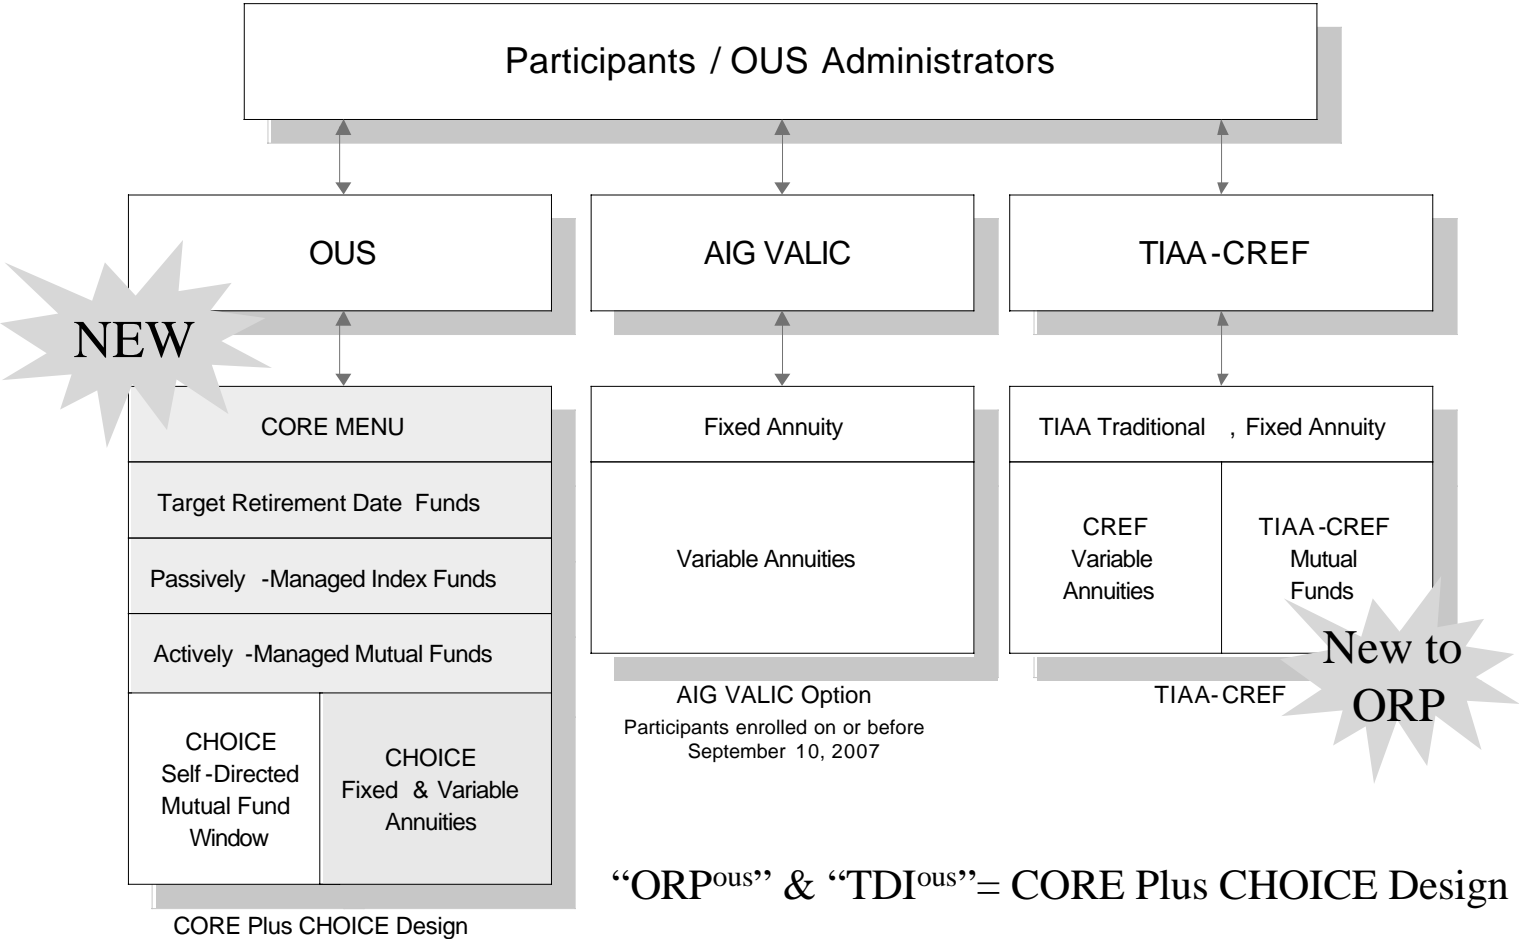 Participants / OUS Administrators
OUS
AIG VALIC
TIAA-CREF
NEW
CORE MENU
Target Retirement Date Funds
Passively -Managed Index Funds
Actively -Managed Mutual Funds
CHOICE
Self-Directed
Mutual Fund
Window
CHOICE
Fixed & Variable
Annuities
CORE Plus CHOICE Design
Fixed Annuity
Variable Annuities
AIG VALIC Option
Participants enrolled on or before
September 10, 2007
TIAA Traditional , Fixed Annuity
CREF
Variable
Annuities
TIAA-CREF
Mutual
Funds
New to
ORP
TIAA-CREF
“ORPous” & “TDIous”= CORE Plus CHOICE Design